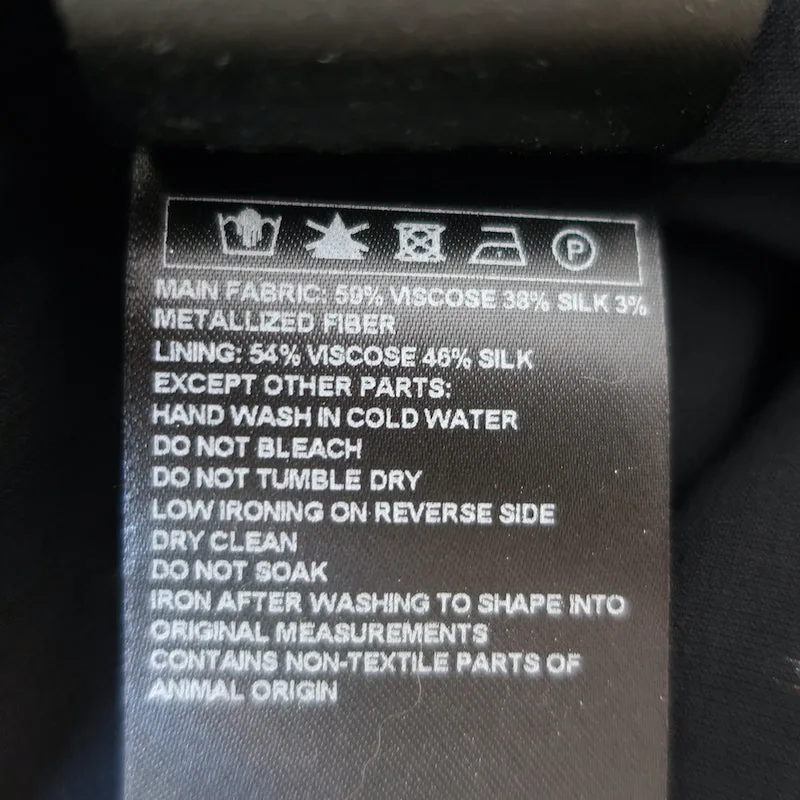 P
MAIN FABRIC: 59% VISCOSE 38% SILK 3%
METALLIZED FIBER
LINING: 54% VISCOSE 46% SILK
EXCEPT OTHER PARTS:
HAND WASH IN COLD WATER
DO NOT BLEACH
DO NOT TUMBLE DRY
LOW IRONING ON REVERSE SIDE
DRY CLEAN
DO NOT SOAK
IRON AFTER WASHING TO SHAPE INTO
ORIGINAL MEASUREMENTS
CONTAINS NON-TEXTILE PARTS OF
ANIMAL ORIGIN